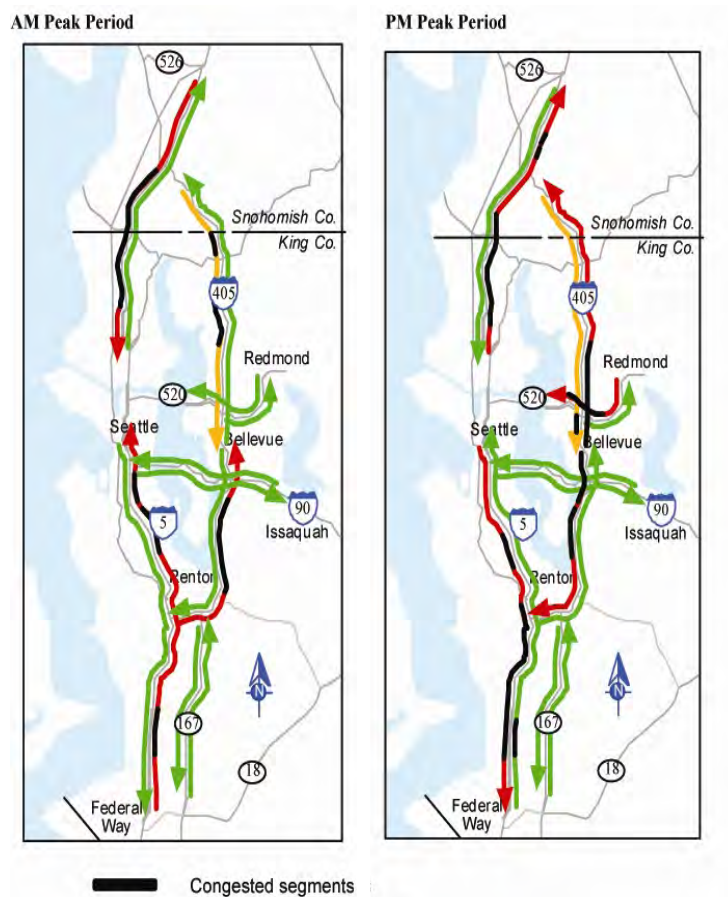 AM Peak Period
526
Snohomish Co.
King Co.
405
Redmond
520
Seattle
Bellevue
90
Issaquah
5
Renton
N
167
18
Federal
Way
PM Peak Period
526
Snohomish Co.
King Co.
405
Redmond
520
Seattle
Bellevue
90
Issaquah
5
Renton
N
167
18
Federal
Way
Congested segments